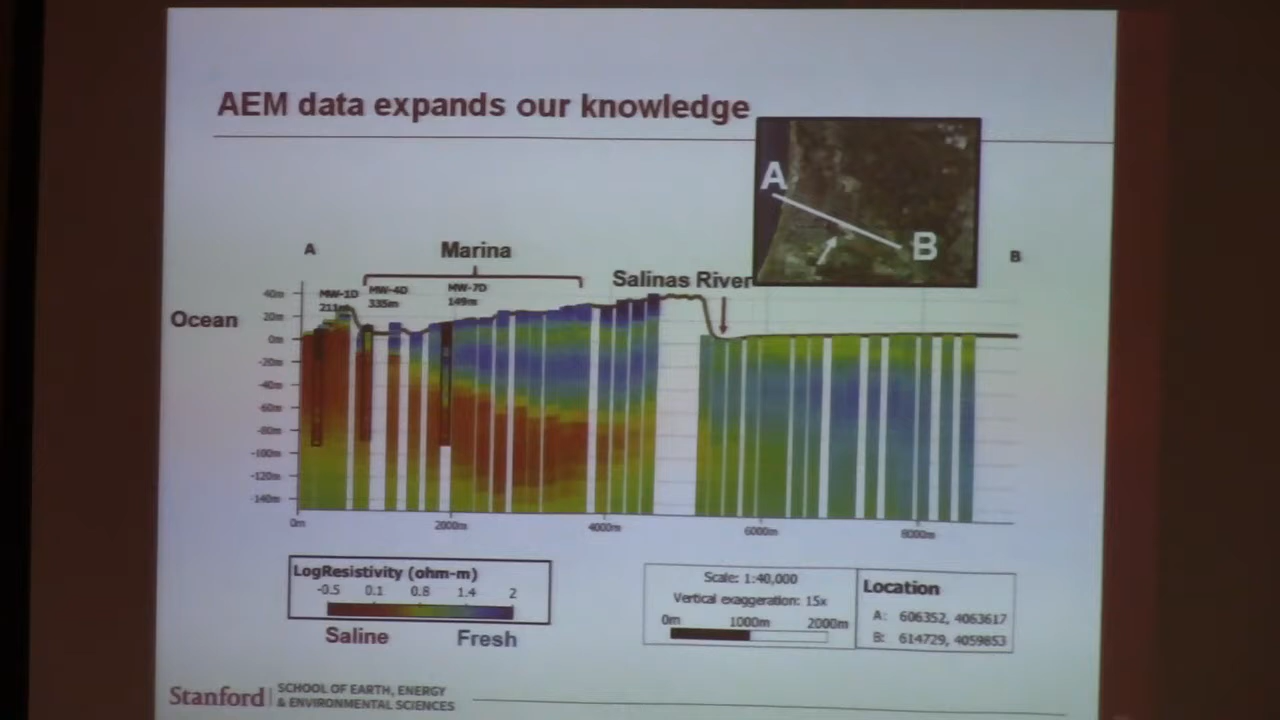 AEM data expands our knowledge
A
B
A
Marina
Salinas River
B
Ocean
MW-1D
211m
MW-4D
335m
MW-7D
149m
40m
20m
0m
-20m
-40m
-60m
-80m
-100m
-120m
-140m
0m
2000m
4000m
6000m
8000m
LogResistivity (ohm-m)
-0.5 0.1 0.8 1.4 2
Saline Fresh
Scale: 1:40,000
Vertical exaggeration: 15x
0m 1000m 2000m
Location
A: 606352, 4063617
B: 614729, 4059853
Stanford
SCHOOL OF EARTH, ENERGY
& ENVIRONMENTAL SCIENCES